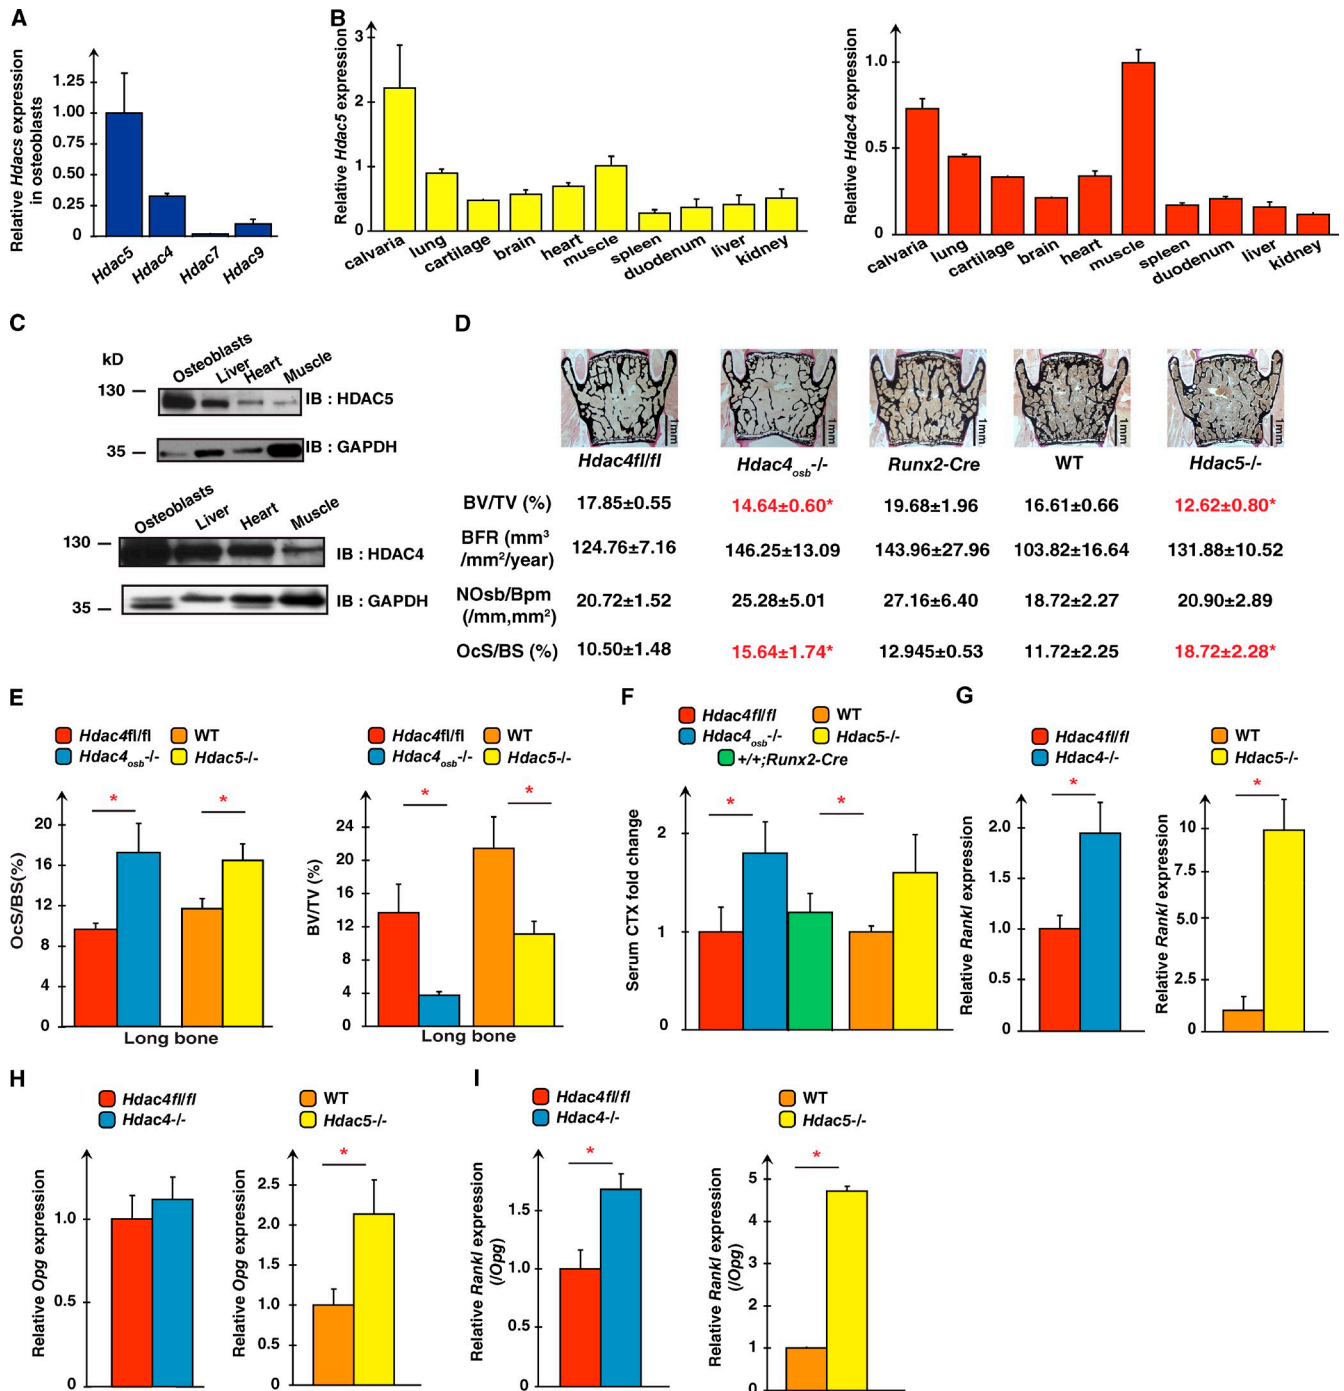 A
Relative Hdacs expression
in osteoblasts
1.25
1.00
0.75
0.50
0.25
0
Hdac5
Hdac4
Hdac7
Hdac9
B
Relative Hdac5 expression
3
2
1
0
calvaria
lung
cartilage
brain
heart
muscle
spleen
duodenum
liver
kidney
Relative Hdac4 expression
1.0
0.5
0
calvaria
lung
cartilage
brain
heart
muscle
spleen
duodenum
liver
kidney
C
kD
Osteoblasts
Liver
Heart
Muscle
130
IB : HDAC5
35
IB : GAPDH
Osteoblasts
Liver
Heart
Muscle
130
IB : HDAC4
35
IB : GAPDH
D
1mm
1mm
1mm
1mm
1mm
Hdac4fl/fl Hdac4osb-/- Runx2-Cre WT Hdac5-/-
BV/TV (%) 17.85±0.55 14.64±0.60* 19.68±1.96 16.61±0.66 12.62±0.80*
BFR (mm³
/mm²/year) 124.76±7.16 146.25±13.09 143.96±27.96 103.82±16.64 131.88±10.52
NOsb/Bpm
(/mm,mm²) 20.72±1.52 25.28±5.01 27.16±6.40 18.72±2.27 20.90±2.89
OcS/BS (%) 10.50±1.48 15.64±1.74* 12.945±0.53 11.72±2.25 18.72±2.28*
E
Hdac4fl/fl WT
Hdac4osb-/- Hdac5-/-
OcS/BS(%)
20
16
12
8
4
0
* *
Long bone
Hdac4fl/fl WT
Hdac4osb-/- Hdac5-/-
BV/TV (%)
24
20
13
12
8
4
0
* *
Long bone
F
Hdac4fl/fl WT
Hdac4osb-/- Hdac5-/-
+/+;Runx2-Cre
Serum CTX fold change
2
1
0
* *
G
Hdac4fl/fl
Hdac4-/-
Relative Rankl expression
2.0
1.5
1.0
0.5
0
*
WT
Hdac5-/-
Relative Rankl expression
10
7.5
5.0
2.5
0
*
H
Hdac4fl/fl
Hdac4-/-
Relative Opg expression
1.0
0.5
0
WT
Hdac5-/-
Relative Opg expression
2.5
2.0
1.5
1.0
0.5
0
*
I
Hdac4fl/fl
Hdac4-/-
Relative Rankl expression
(/Opg)
1.5
1.0
0.5
0
*
WT
Hdac5-/-
Relative Rankl expression
(/Opg)
5
4
3
2
1
0
*